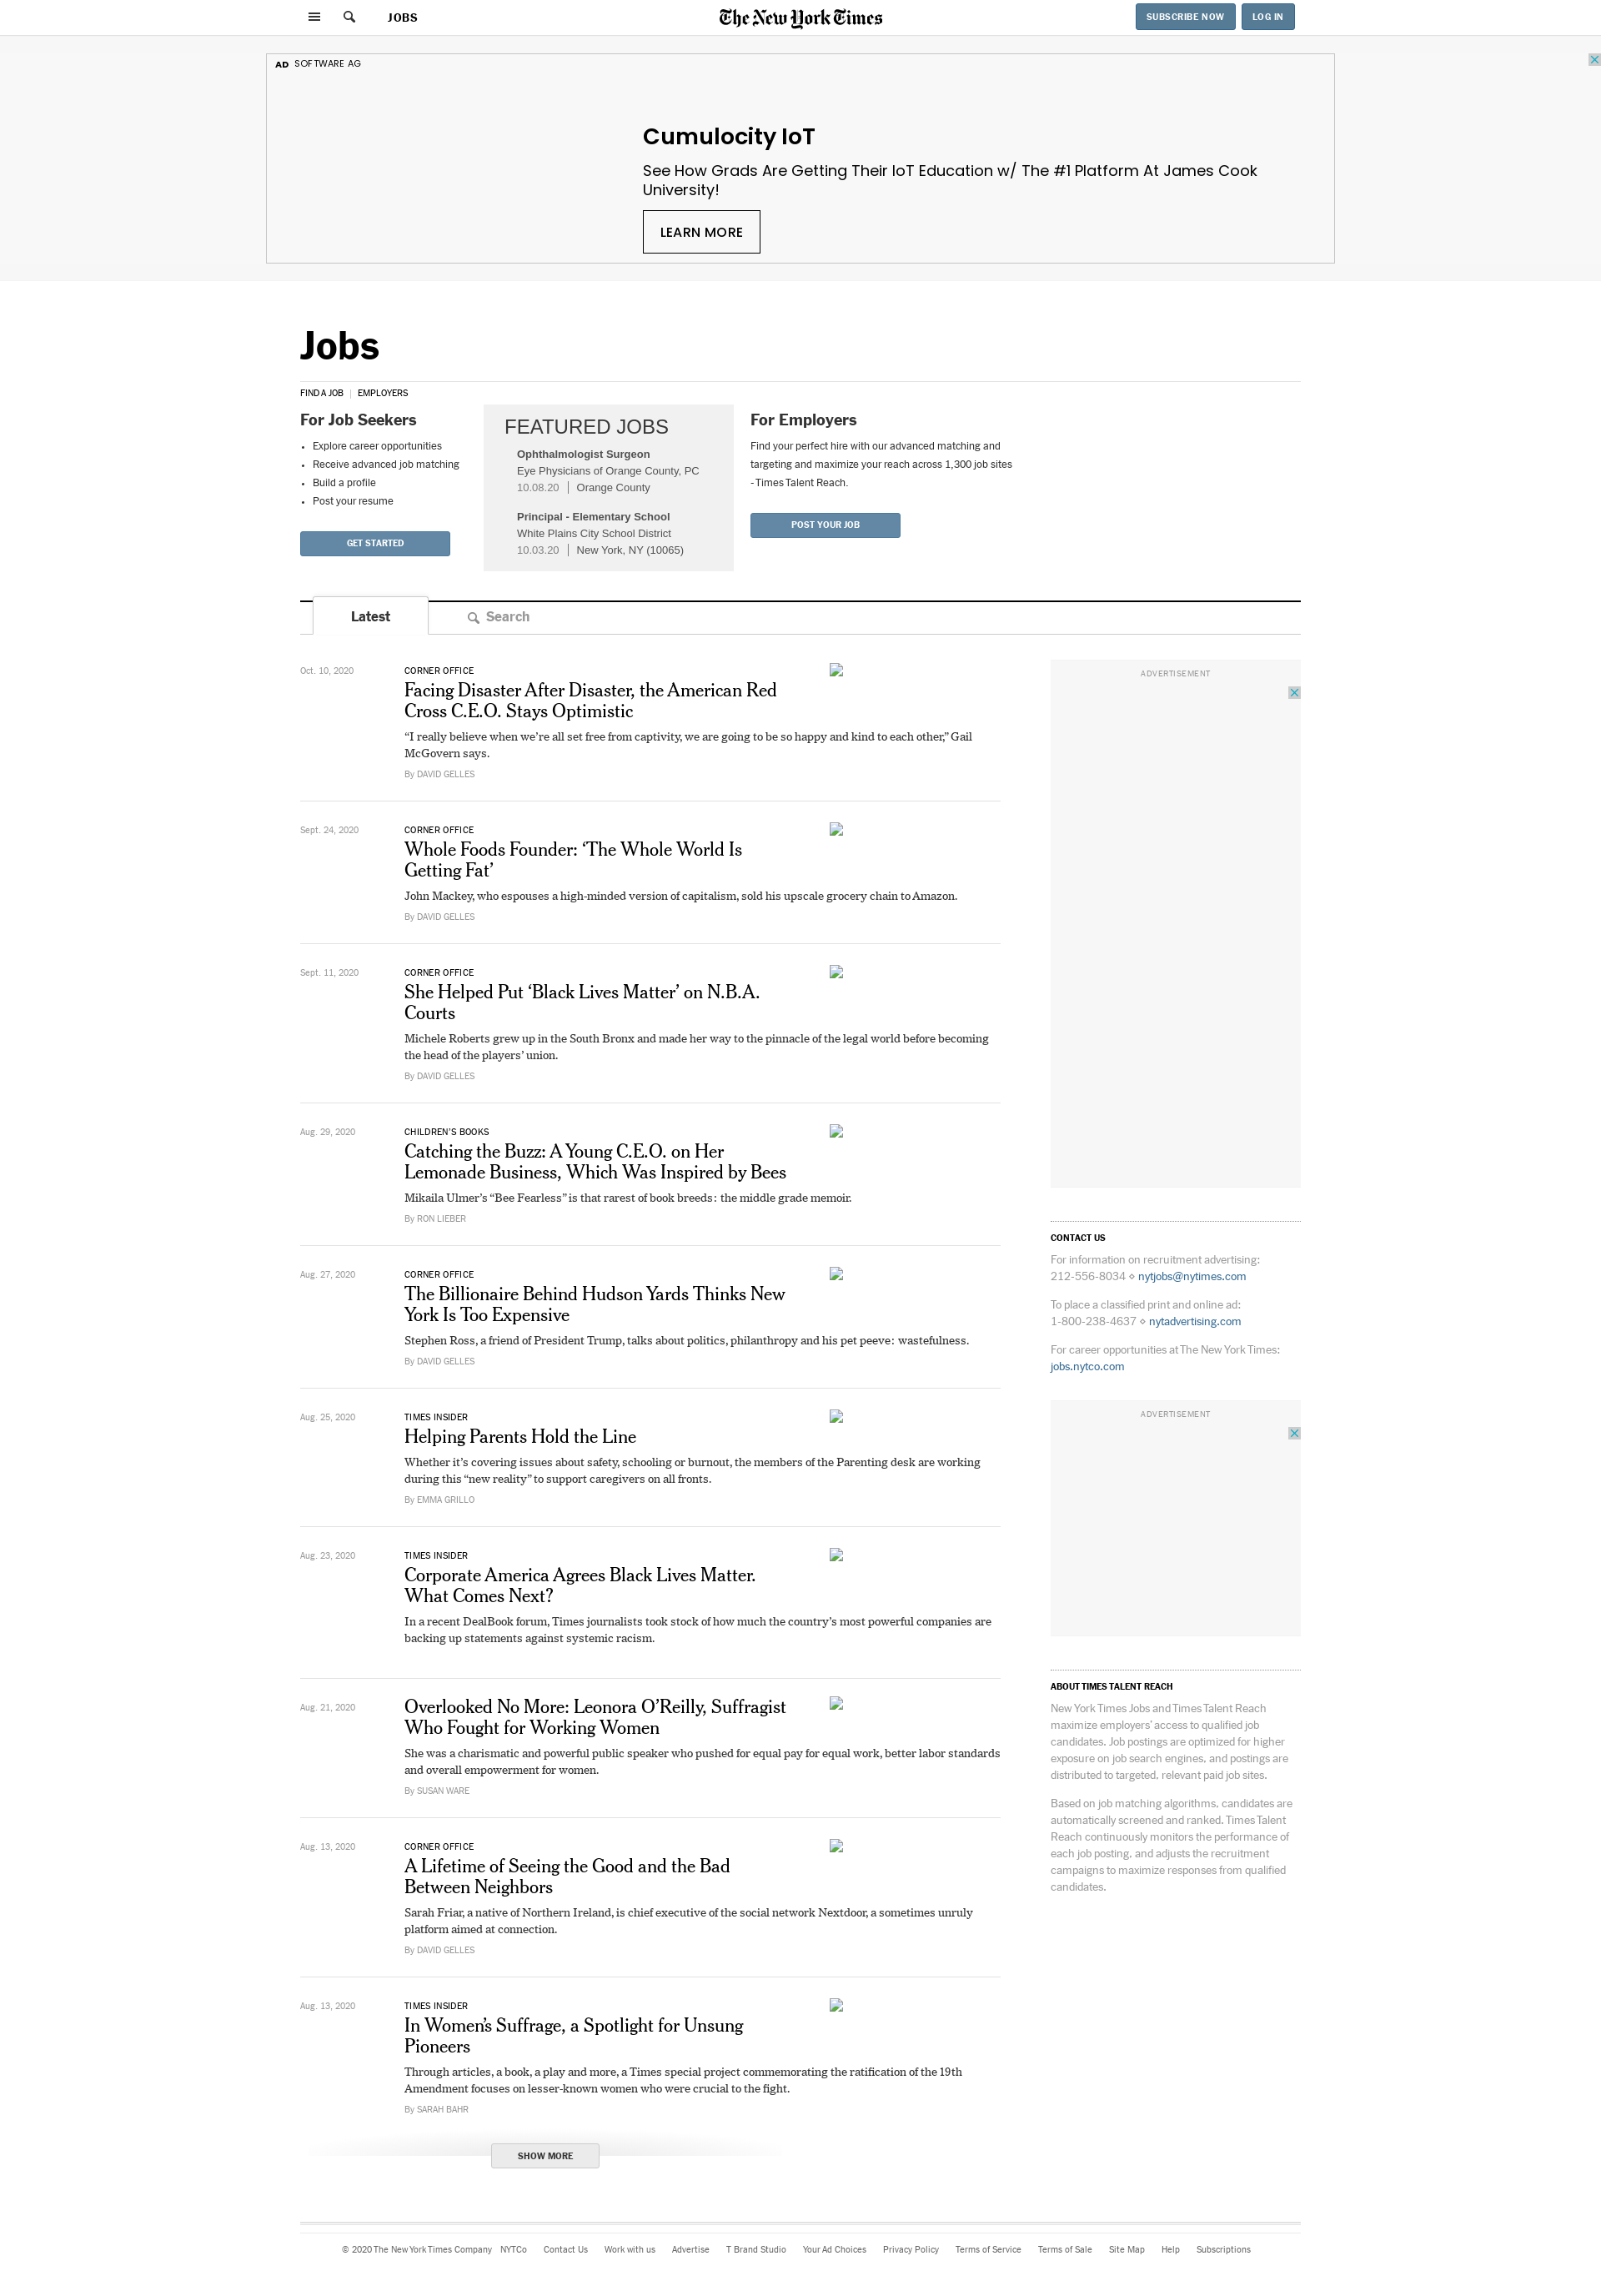 JOBS
The New York Times
SUBSCRIBE NOW
LOG IN
AD SOFTWARE AG
Cumulocity IoT
See How Grads Are Getting Their IoT Education w/ The #1 Platform At James Cook
University!
LEARN MORE
Jobs
FIND A JOB | EMPLOYERS
For Job Seekers
• Explore career opportunities
• Receive advanced job matching
• Build a profile
• Post your resume
GET STARTED
FEATURED JOBS
Ophthalmologist Surgeon
Eye Physicians of Orange County, PC
10.08.20 | Orange County
Principal - Elementary School
White Plains City School District
10.03.20 | New York, NY (10065)
For Employers
Find your perfect hire with our advanced matching and
targeting and maximize your reach across 1,300 job sites
- Times Talent Reach.
POST YOUR JOB
Latest
Search
Oct. 10, 2020
CORNER OFFICE
Facing Disaster After Disaster, the American Red
Cross C.E.O. Stays Optimistic
“I really believe when we’re all set free from captivity, we are going to be so happy and kind to each other,” Gail
McGovern says.
By DAVID GELLES
Sept. 24, 2020
CORNER OFFICE
Whole Foods Founder: ‘The Whole World Is
Getting Fat’
John Mackey, who espouses a high-minded version of capitalism, sold his upscale grocery chain to Amazon.
By DAVID GELLES
Sept. 11, 2020
CORNER OFFICE
She Helped Put ‘Black Lives Matter’ on N.B.A.
Courts
Michele Roberts grew up in the South Bronx and made her way to the pinnacle of the legal world before becoming
the head of the players’ union.
By DAVID GELLES
Aug. 29, 2020
CHILDREN’S BOOKS
Catching the Buzz: A Young C.E.O. on Her
Lemonade Business, Which Was Inspired by Bees
Mikaila Ulmer’s “Bee Fearless” is that rarest of book breeds: the middle grade memoir.
By RON LIEBER
Aug. 27, 2020
CORNER OFFICE
The Billionaire Behind Hudson Yards Thinks New
York Is Too Expensive
Stephen Ross, a friend of President Trump, talks about politics, philanthropy and his pet peeve: wastefulness.
By DAVID GELLES
Aug. 25, 2020
TIMES INSIDER
Helping Parents Hold the Line
Whether it’s covering issues about safety, schooling or burnout, the members of the Parenting desk are working
during this “new reality” to support caregivers on all fronts.
By EMMA GRILLO
Aug. 23, 2020
TIMES INSIDER
Corporate America Agrees Black Lives Matter.
What Comes Next?
In a recent DealBook forum, Times journalists took stock of how much the country’s most powerful companies are
backing up statements against systemic racism.
Aug. 21, 2020
Overlooked No More: Leonora O’Reilly, Suffragist
Who Fought for Working Women
She was a charismatic and powerful public speaker who pushed for equal pay for equal work, better labor standards
and overall empowerment for women.
By SUSAN WARE
Aug. 13, 2020
CORNER OFFICE
A Lifetime of Seeing the Good and the Bad
Between Neighbors
Sarah Friar, a native of Northern Ireland, is chief executive of the social network Nextdoor, a sometimes unruly
platform aimed at connection.
By DAVID GELLES
Aug. 13, 2020
TIMES INSIDER
In Women’s Suffrage, a Spotlight for Unsung
Pioneers
Through articles, a book, a play and more, a Times special project commemorating the ratification of the 19th
Amendment focuses on lesser-known women who were crucial to the fight.
By SARAH BAHR
SHOW MORE
ADVERTISEMENT
CONTACT US
For information on recruitment advertising:
212-556-8034 ⋄ nytjobs@nytimes.com
To place a classified print and online ad:
1-800-238-4637 ⋄ nytadvertising.com
For career opportunities at The New York Times:
jobs.nytco.com
ADVERTISEMENT
ABOUT TIMES TALENT REACH
New York Times Jobs and Times Talent Reach
maximize employers’ access to qualified job
candidates. Job postings are optimized for higher
exposure on job search engines, and postings are
distributed to targeted, relevant paid job sites.
Based on job matching algorithms, candidates are
automatically screened and ranked. Times Talent
Reach continuously monitors the performance of
each job posting, and adjusts the recruitment
campaigns to maximize responses from qualified
candidates.
© 2020 The New York Times Company NYTCo Contact Us Work with us Advertise T Brand Studio Your Ad Choices Privacy Policy Terms of Service Terms of Sale Site Map Help Subscriptions